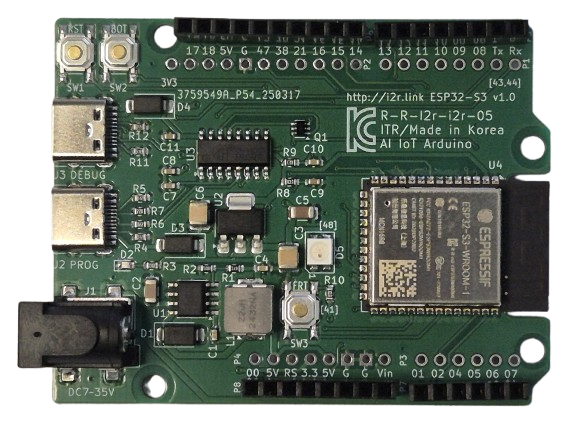 RST BOT
SW1 SW2
17 18 5V G 47 38 21 16 15 14
P2
13 12 11 10 09 08 Tx Rx
P1
[43,44]
3V3
3759549A_P54_250317
D4
http://i2r.link ESP32-S3 v1.0
R-R-I2r-i2r-05
ITR/Made in Korea
AI IoT Arduino
R12
C11
R11
U3
Q1
C10
R9
J3 DEBUG
C8
C7
R8
C9
U4
R5
R7
R6
R4
C6
U2
C5
D3
C3
[48]
D5
ESPRESSIF
ESP32-S3-WROOM-1
CE
MCN16R8
J2 PROG
D2
R3
R2
R1
C4
R10
J1
C2
U1
L1
FRT
[41]
D1
C1
SW3
DC7-35V
P4
00 5V RS 3.3 5V G G Vin
P3
01 02 04 05 06 07
P8